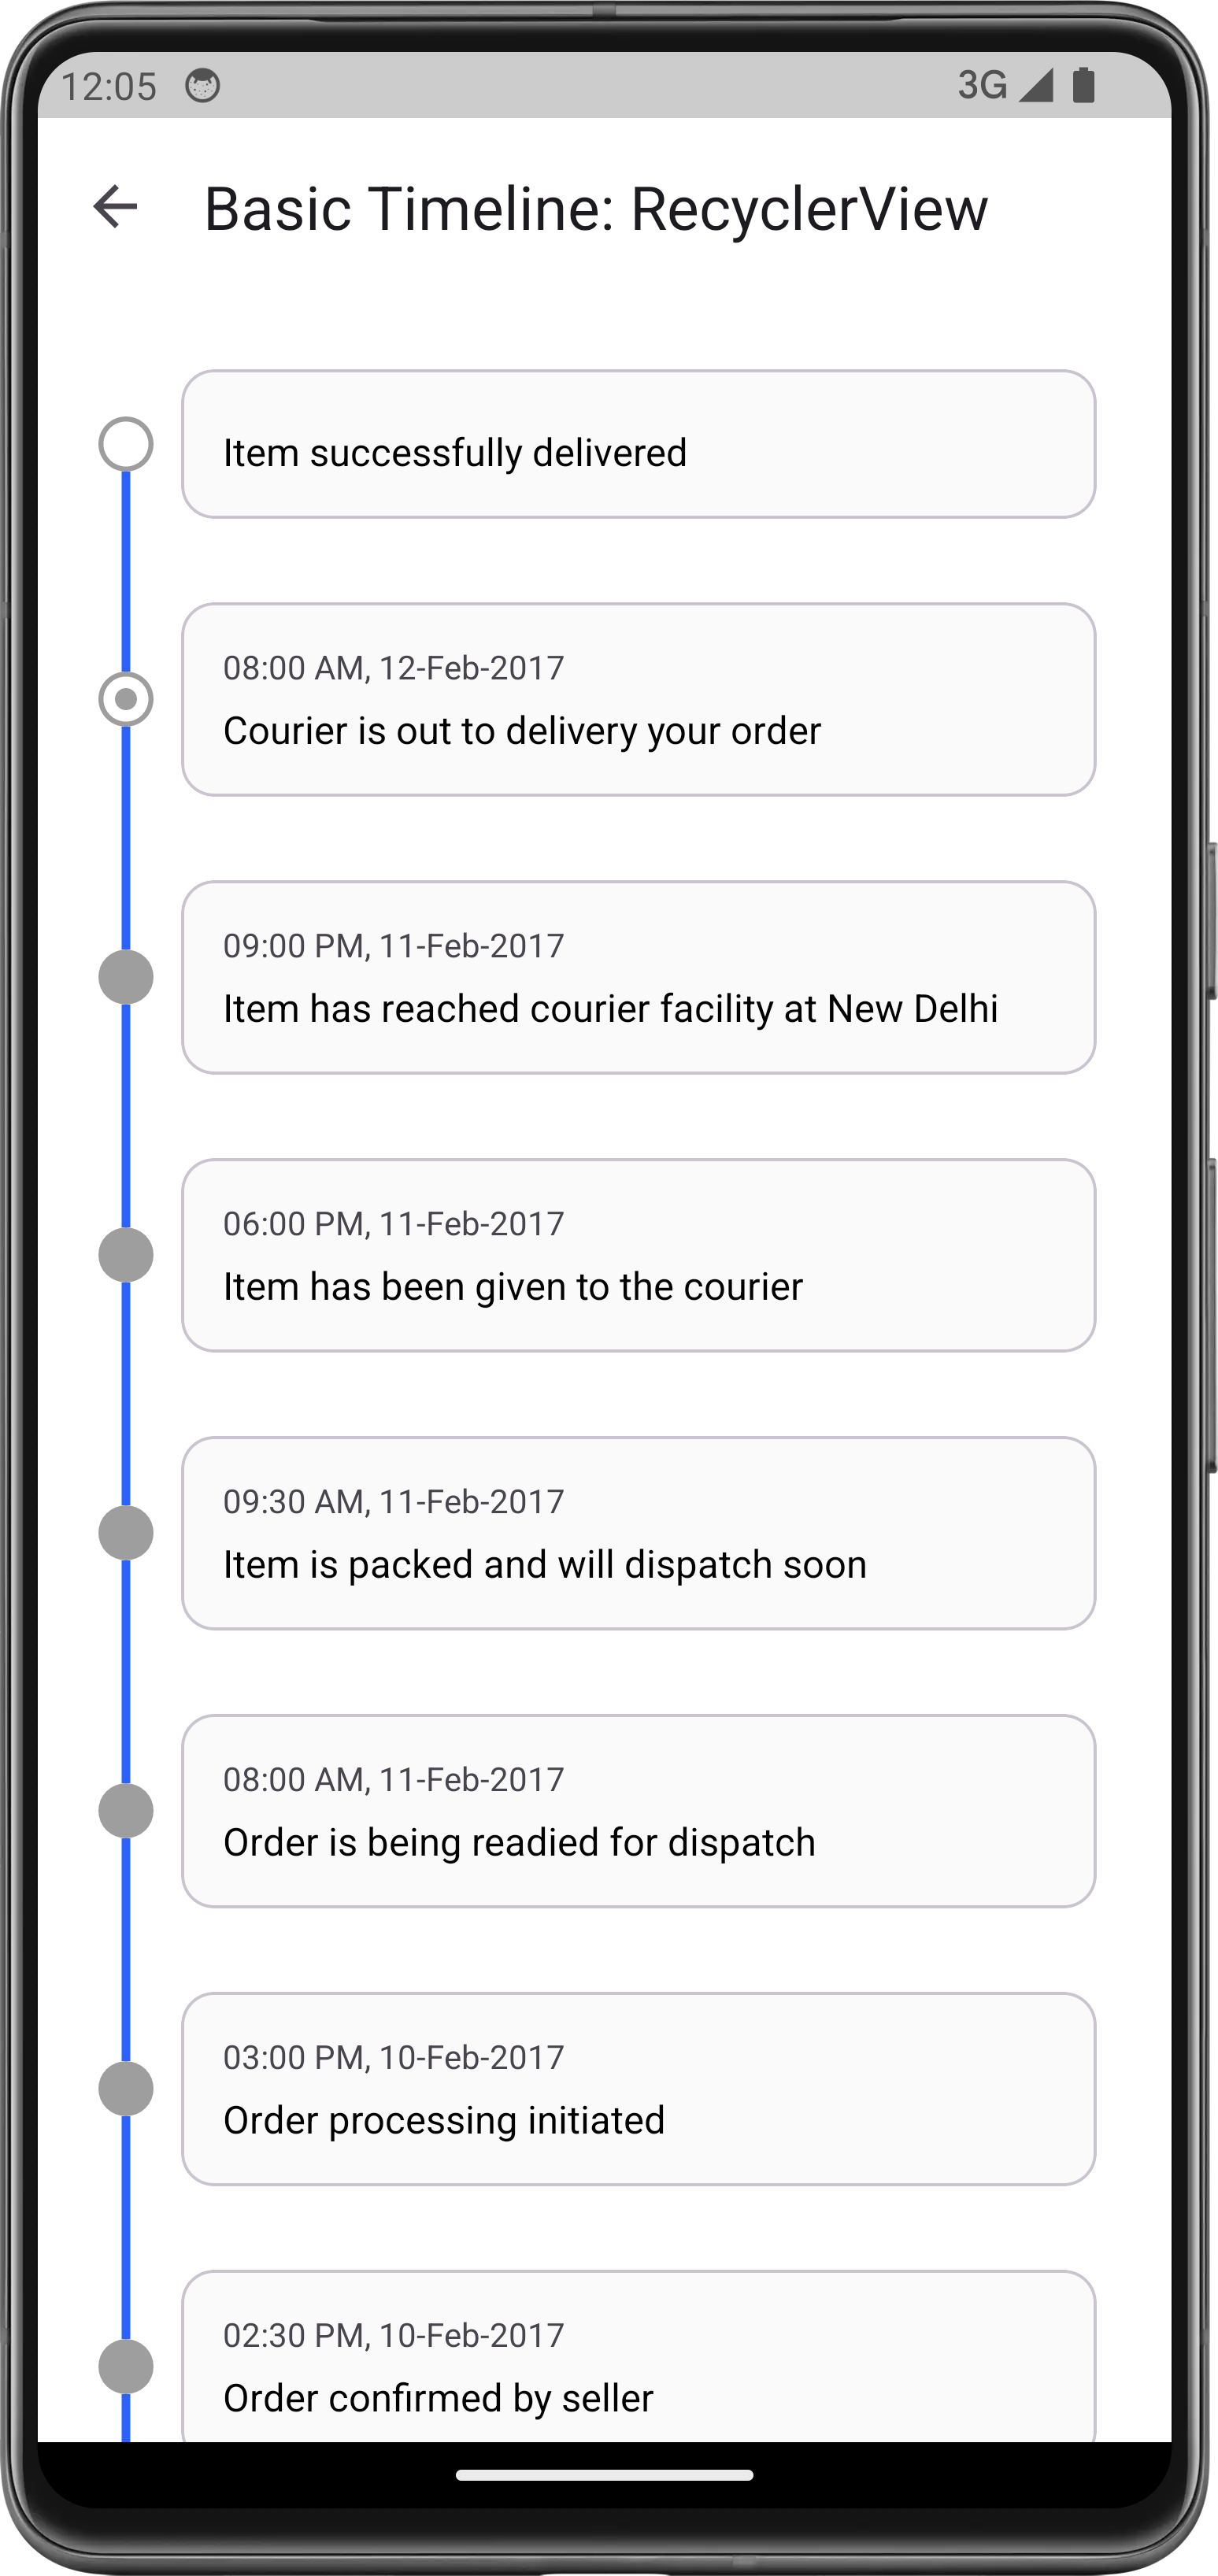 12:05
3G
Basic Timeline: RecyclerView
Item successfully delivered
08:00 AM, 12-Feb-2017
Courier is out to delivery your order
09:00 PM, 11-Feb-2017
Item has reached courier facility at New Delhi
06:00 PM, 11-Feb-2017
Item has been given to the courier
09:30 AM, 11-Feb-2017
Item is packed and will dispatch soon
08:00 AM, 11-Feb-2017
Order is being readied for dispatch
03:00 PM, 10-Feb-2017
Order processing initiated
02:30 PM, 10-Feb-2017
Order confirmed by seller